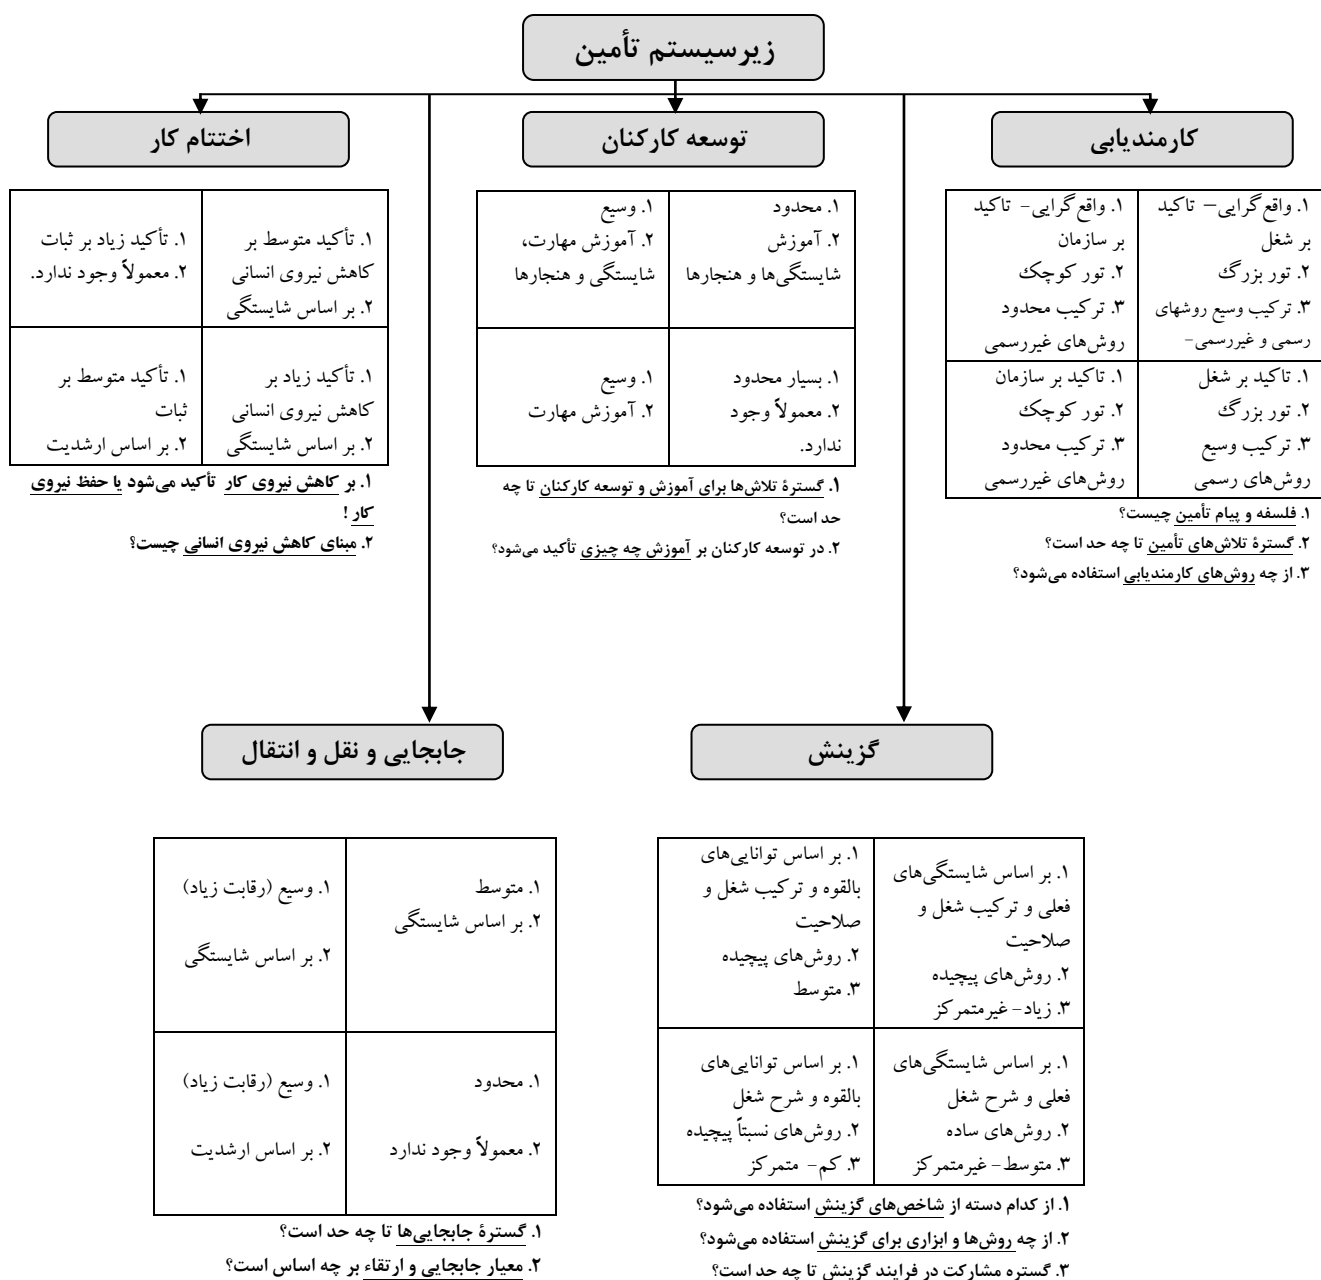 زیرسیستم تأمین
کارمندیابی
۱. واقع‌گرایی– تاکید
بر شغل
۲. تور بزرگ
۳. ترکیب وسیع روشهای
رسمی و غیررسمی-
۱. واقع‌گرایی- تاکید
بر سازمان
۲. تور کوچک
۳. ترکیب محدود
روش‌های غیررسمی
۱. تاکید بر شغل
۲. تور بزرگ
۳. ترکیب وسیع
روش‌های رسمی
۱. تاکید بر سازمان
۲. تور کوچک
۳. ترکیب محدود
روش‌های غیررسمی
۱. فلسفه و پیام تأمین چیست؟
۲. گسترۀ تلاش‌های تأمین تا چه حد است؟
۳. از چه روش‌های کارمندیابی استفاده می‌شود؟
توسعه کارکنان
۱. محدود
۲. آموزش
شایستگی‌ها و هنجارها
۱. وسیع
۲. آموزش مهارت،
شایستگی و هنجارها
۱. بسیار محدود
۲. معمولاً وجود
ندارد.
۱. وسیع
۲. آموزش مهارت
۱. گسترۀ تلاش‌ها برای آموزش و توسعه کارکنان تا چه
حد است؟
۲. در توسعه کارکنان بر آموزش چه چیزی تأکید می‌شود؟
اختتام کار
۱. تأکید متوسط بر
کاهش نیروی انسانی
۲. بر اساس شایستگی
۱. تأکید زیاد بر ثبات
۲. معمولاً وجود ندارد.
۱. تأکید زیاد بر
کاهش نیروی انسانی
۲. بر اساس شایستگی
۱. تأکید متوسط بر
ثبات
۲. بر اساس ارشدیت
۱. بر کاهش نیروی کار تأکید می‌شود یا حفظ نیروی
کار !
۲. مبنای کاهش نیروی انسانی چیست؟
گزینش
۱. بر اساس شایستگی‌های
فعلی و ترکیب شغل و
صلاحیت
۲. روش‌های پیچیده
۳. زیاد- غیرمتمرکز
۱. بر اساس توانایی‌های
بالقوه و ترکیب شغل و
صلاحیت
۲. روش‌های پیچیده
۳. متوسط
۱. بر اساس شایستگی‌های
فعلی و شرح شغل
۲. روش‌های ساده
۳. متوسط- غیرمتمرکز
۱. بر اساس توانایی‌های
بالقوه و شرح شغل
۲. روش‌های نسبتاً پیچیده
۳. کم- متمرکز
۱. از کدام دسته از شاخص‌های گزینش استفاده می‌شود؟
۲. از چه روش‌ها و ابزاری برای گزینش استفاده می‌شود؟
۳. گستره مشارکت در فرایند گزینش تا چه حد است؟
جابجایی و نقل و انتقال
۱. متوسط
۲. بر اساس شایستگی
۱. وسیع (رقابت زیاد)
۲. بر اساس شایستگی
۱. محدود
۲. معمولاً وجود ندارد
۱. وسیع (رقابت زیاد)
۲. بر اساس ارشدیت
۱. گسترۀ جابجایی‌ها تا چه حد است؟
۲. معیار جابجایی و ارتقاء بر چه اساس است؟